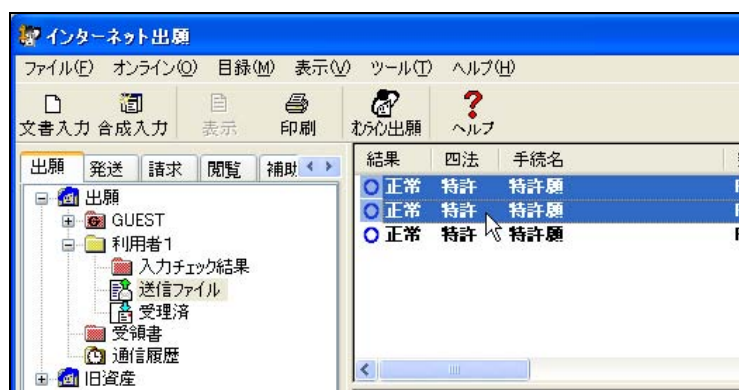 インターネット出願
ファイル(F) オンライン(O) 目録(M) 表示(V) ツール(T) ヘルプ(H)
文書入力 合成入力 表示 印刷 オンライン出願 ヘルプ
出願 発送 請求 閲覧 補助
結果 四法 手続名
出願
正常 特許 特許願
GUEST
正常 特許 特許願
利用者1
正常 特許 特許願
入力チェック結果
送信ファイル
受理済
受領書
通信履歴
旧資産